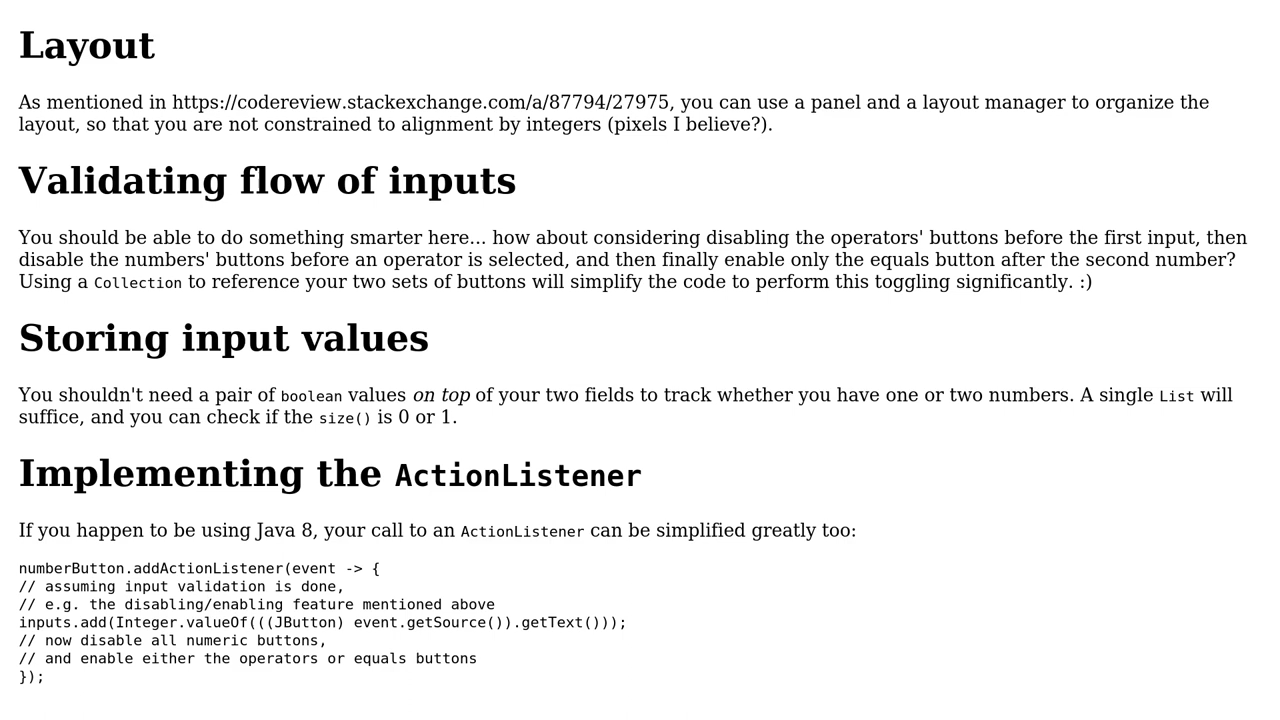 Layout
As mentioned in https://codereview.stackexchange.com/a/87794/27975, you can use a panel and a layout manager to organize the
layout, so that you are not constrained to alignment by integers (pixels I believe?).
Validating flow of inputs
You should be able to do something smarter here... how about considering disabling the operators' buttons before the first input, then
disable the numbers' buttons before an operator is selected, and then finally enable only the equals button after the second number?
Using a Collection to reference your two sets of buttons will simplify the code to perform this toggling significantly. :)
Storing input values
You shouldn't need a pair of boolean values on top of your two fields to track whether you have one or two numbers. A single List will
suffice, and you can check if the size() is 0 or 1.
Implementing the ActionListener
If you happen to be using Java 8, your call to an ActionListener can be simplified greatly too:
numberButton.addActionListener(event -> {
// assuming input validation is done,
// e.g. the disabling/enabling feature mentioned above
inputs.add(Integer.valueOf(((JButton) event.getSource()).getText()));
// now disable all numeric buttons,
// and enable either the operators or equals buttons
});